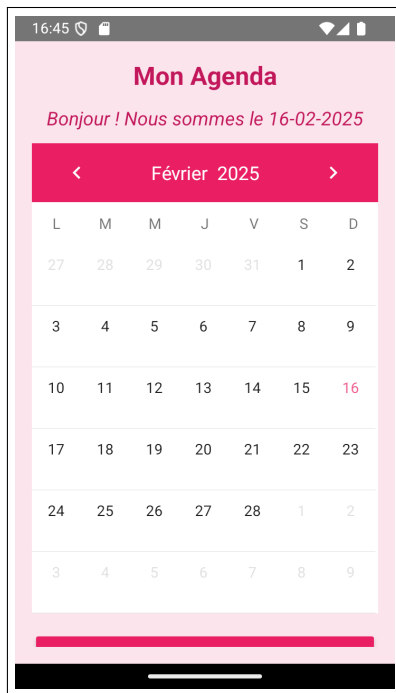 16:45
Mon Agenda
Bonjour ! Nous sommes le 16-02-2025
Février 2025
L M M J V S D
27 28 29 30 31 1 2
3 4 5 6 7 8 9
10 11 12 13 14 15 16
17 18 19 20 21 22 23
24 25 26 27 28 1 2
3 4 5 6 7 8 9